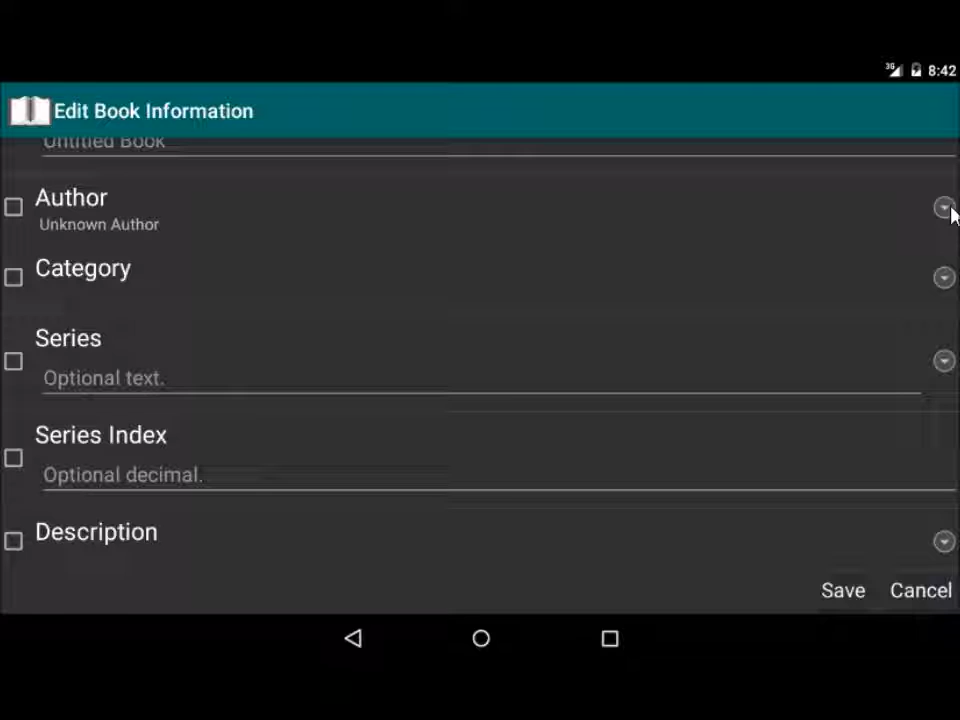 3G 8:42
Edit Book Information
Untitled Book
Author
Unknown Author
Category
Series
Optional text.
Series Index
Optional decimal.
Description
Save Cancel